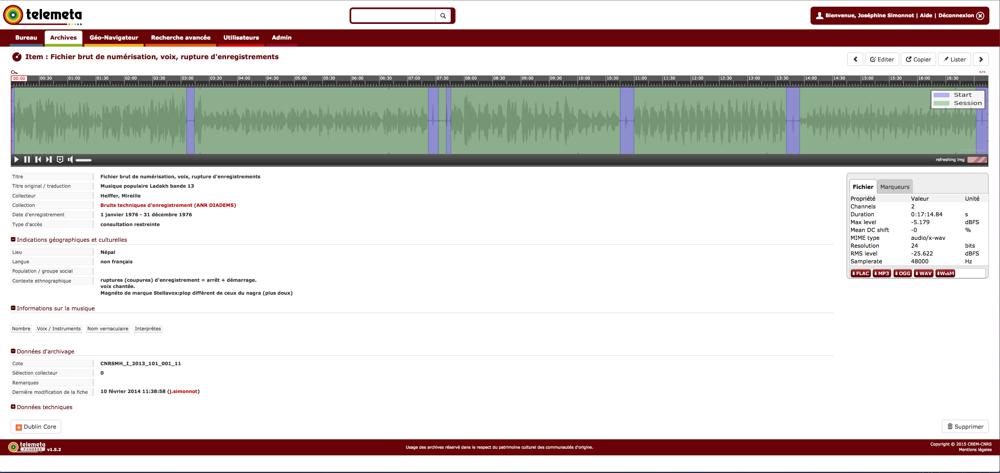 telemeta
Bienvenue, Joséphine Simonnot | Aide | Déconnexion
Bureau Archives Géo-Navigateur Recherche avancée Utilisateurs Admin
Item : Fichier brut de numérisation, voix, rupture d'enregistrements
Editer Copier Lister
</>
00:00 00:30 01:00 01:30 02:00 02:30 03:00 03:30 04:00 04:30 05:00 05:30 06:00 06:30 07:00 07:30 08:00 08:30 09:00 09:30 10:00 10:30 11:00 11:30 12:00 12:30 13:00 13:30 14:00 14:30 15:00 15:30 16:00 16:30
Start
Session
timeside
refreshing img
Titre Fichier brut de numérisation, voix, rupture d'enregistrements
Titre original / traduction Musique populaire Ladakh bande 13
Collecteur Helffer, Mireille
Collection Bruits techniques d'enregistrement (ANR DIADEMS)
Date d'enregistrement 1 janvier 1976 - 31 décembre 1976
Type d'accès consultation restreinte
Fichier Marqueurs
Propriété Valeur Unité
Channels 2
Duration 0:17:14.84 s
Max level -5.179 dBFS
Mean DC shift -0 %
MIME type audio/x-wav
Resolution 24 bits
RMS level -25.622 dBFS
Samplerate 48000 Hz
FLAC MP3 OGG WAV WebM
Indications géographiques et culturelles
Lieu Népal
Langue non français
Population / groupe social
Contexte ethnographique ruptures (coupures) d'enregistrement = arrêt + démarrage.
voix chantée.
Magnéto de marque Stellavox:plop différent de ceux du nagra (plus doux)
Informations sur la musique
Nombre Voix / Instruments Nom vernaculaire Interprètes
Données d'archivage
Cote CNRSMH_I_2013_101_001_11
Sélection collecteur 0
Remarques
Dernière modification de la fiche 10 février 2014 11:38:58 (j.simonnot)
Données techniques
Dublin Core Supprimer
telemeta
POWERED v1.5.2
Usage des archives réservé dans le respect du patrimoine culturel des communautés d'origine.
Copyright © 2015 CREM-CNRS
Mentions légales